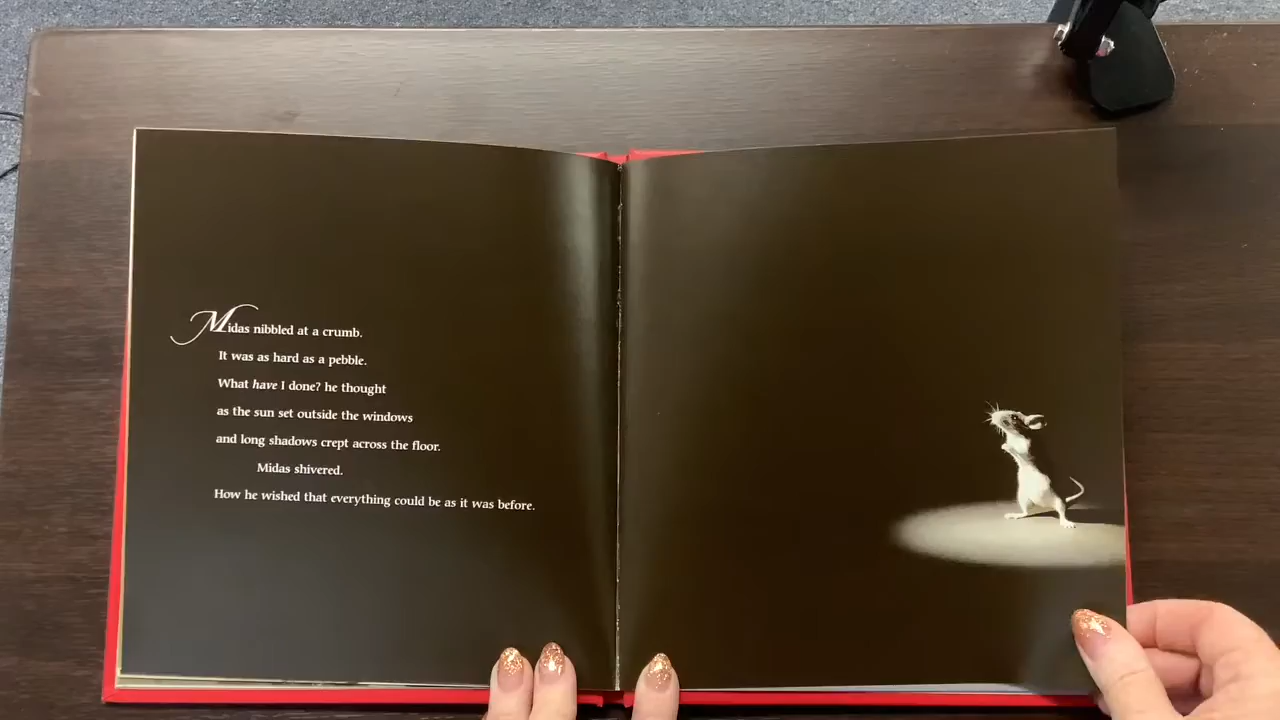 Midas nibbled at a crumb.
It was as hard as a pebble.
What have I done? he thought
as the sun set outside the windows
and long shadows crept across the floor.
Midas shivered.
How he wished that everything could be as it was before.